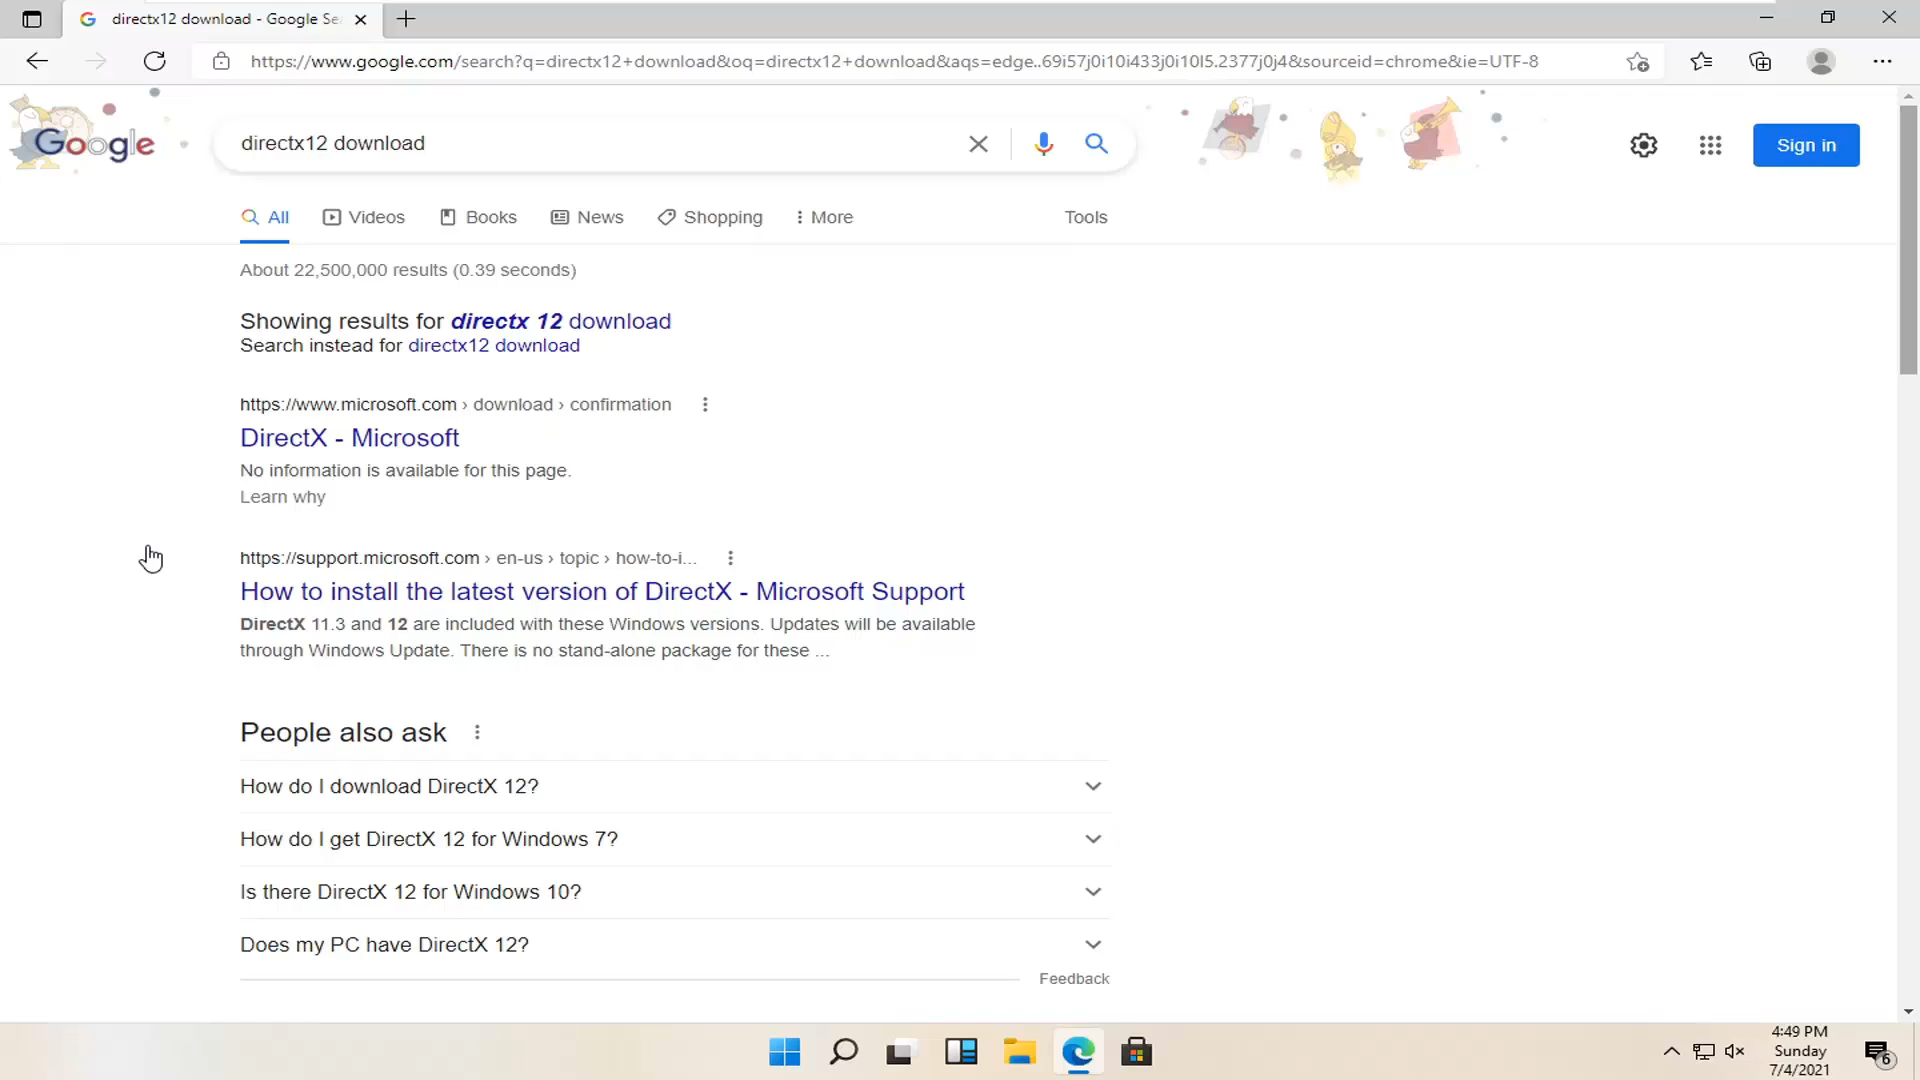 directx12 download - Google Se
https://www.google.com/search?q=directx12+download&oq=directx12+download&aqs=edge..69i57j0i10i433j0i10l5.2377j0j4&sourceid=chrome&ie=UTF-8
Google
directx12 download
Sign in
All
Videos
Books
News
Shopping
More
Tools
About 22,500,000 results (0.39 seconds)
Showing results for directx 12 download
Search instead for directx12 download
https://www.microsoft.com › download › confirmation
DirectX - Microsoft
No information is available for this page.
Learn why
https://support.microsoft.com › en-us › topic › how-to-i...
How to install the latest version of DirectX - Microsoft Support
DirectX 11.3 and 12 are included with these Windows versions. Updates will be available
through Windows Update. There is no stand-alone package for these ...
People also ask
How do I download DirectX 12?
How do I get DirectX 12 for Windows 7?
Is there DirectX 12 for Windows 10?
Does my PC have DirectX 12?
Feedback
4:49 PM
Sunday
7/4/2021
6